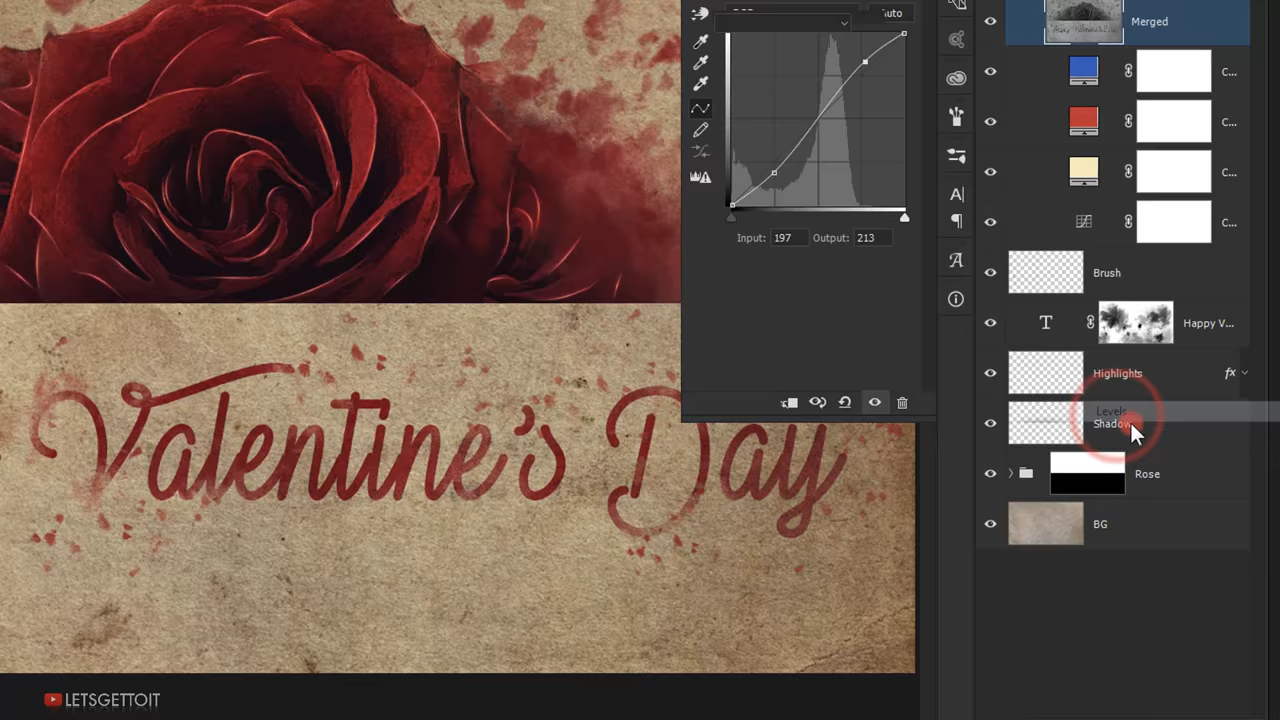 Auto
Merged
C...
C...
C...
C...
Input: 197 Output: 213
Brush
T
Happy V...
Highlights
fx
Levels
Shadow
Rose
BG
Valentine's Day
LETSGETTOIT